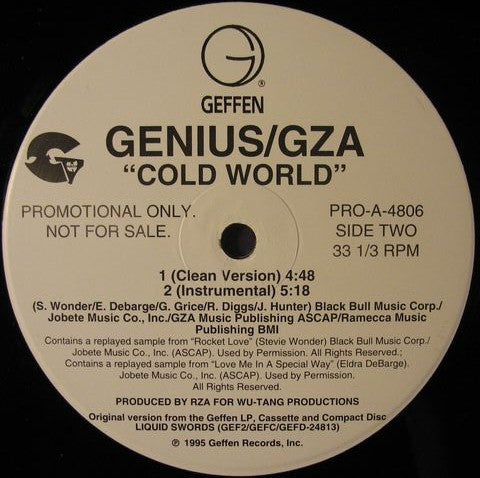 G
®
GEFFEN
GENIUS/GZA
"COLD WORLD"
PROMOTIONAL ONLY.
NOT FOR SALE.
PRO-A-4806
SIDE TWO
33 1/3 RPM
1 (Clean Version) 4:48
2 (Instrumental) 5:18
(S. Wonder/E. Debarge/G. Grice/R. Diggs/J. Hunter) Black Bull Music Corp./
Jobete Music Co., Inc./GZA Music Publishing ASCAP/Ramecca Music
Publishing BMI
Contains a replayed sample from "Rocket Love" (Stevie Wonder) Black Bull Music Corp./
Jobete Music Co., Inc. (ASCAP). Used by Permission. All Rights Reserved.;
Contains a replayed sample from "Love Me In A Special Way" (Eldra DeBarge).
Jobete Music Co., Inc. (ASCAP). Used by Permission.
All Rights Reserved.
PRODUCED BY RZA FOR WU-TANG PRODUCTIONS
Original version from the Geffen LP, Cassette and Compact Disc
LIQUID SWORDS (GEF2/GEFC/GEFD-24813)
℗ 1995 Geffen Records, Inc.